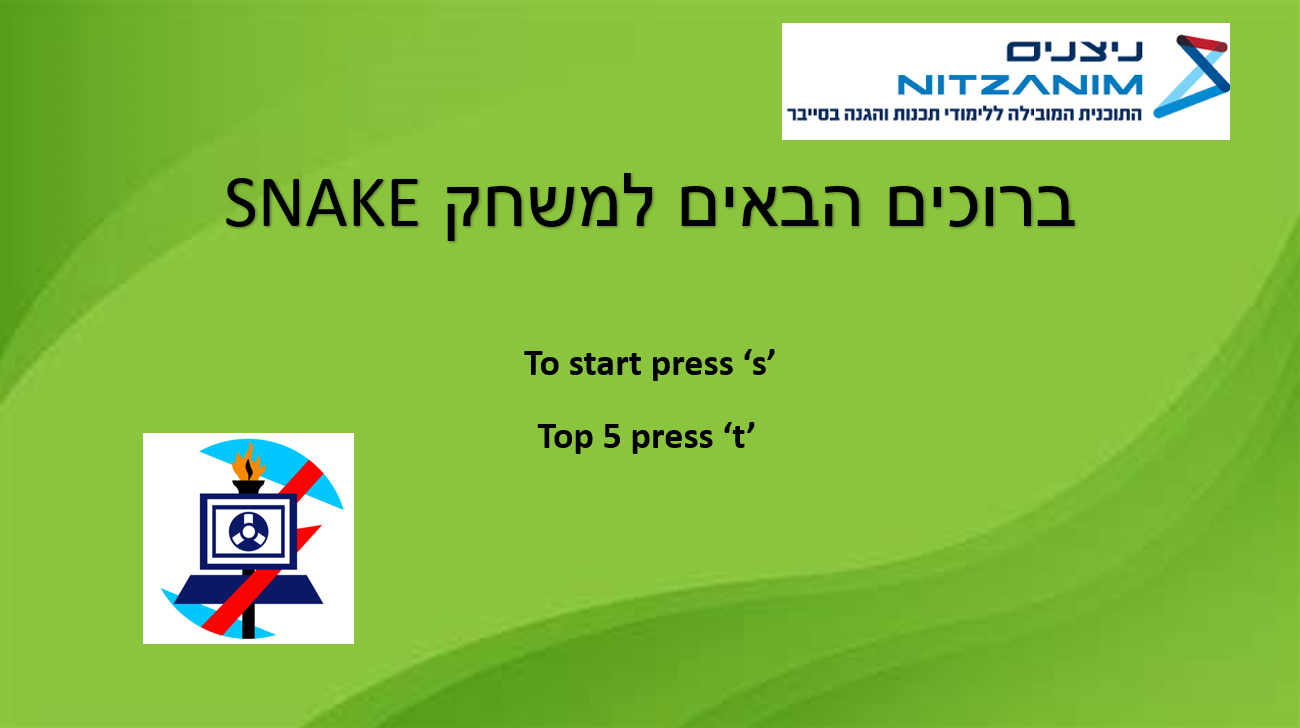 ניצנים
NITZANIM
התוכנית המובילה ללימודי תכנות והגנה בסייבר
ברוכים הבאים למשחק SNAKE
To start press ‘s’
Top 5 press ‘t’